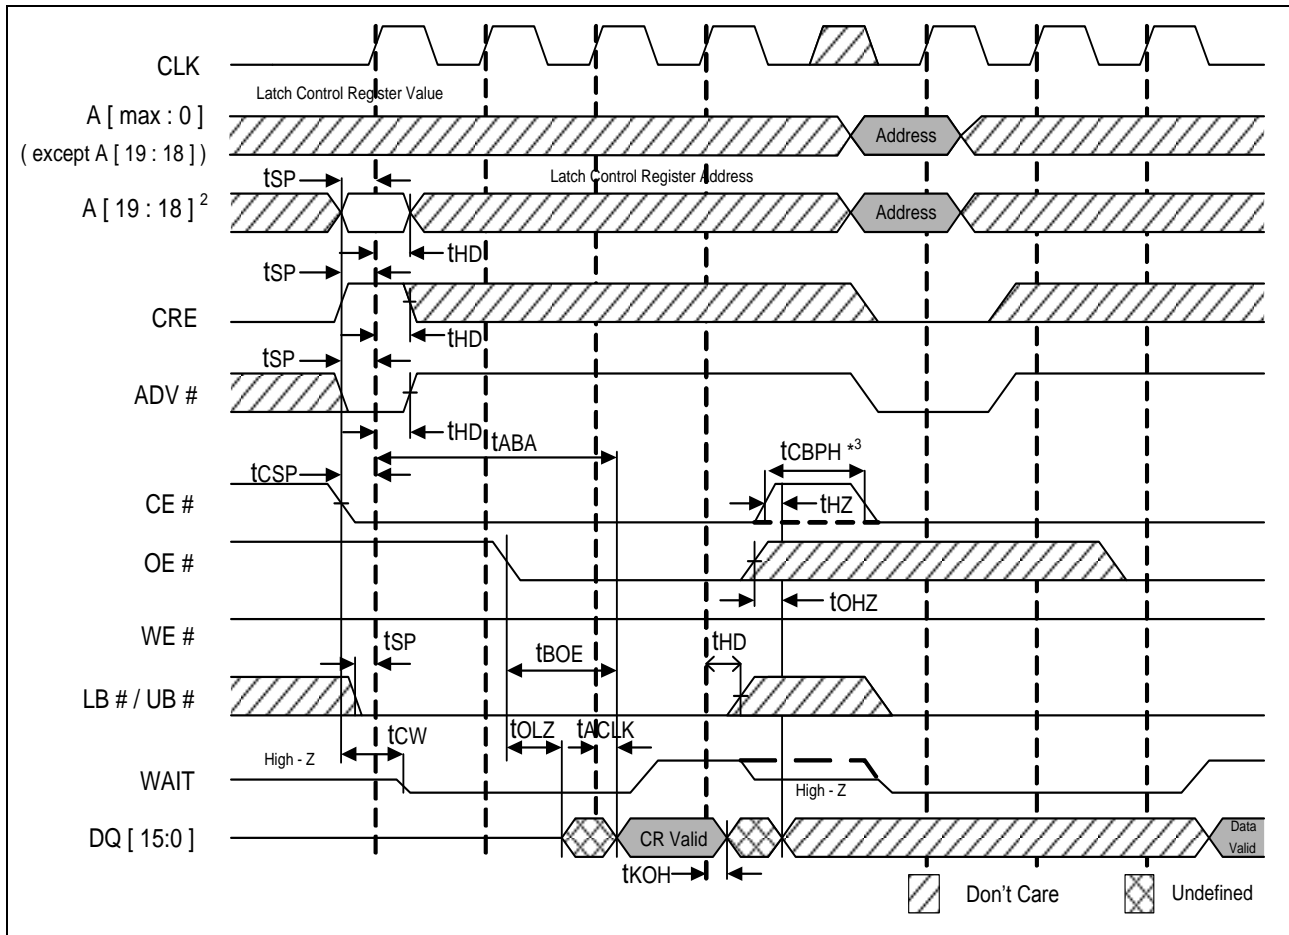 CLK
Latch Control Register Value
A [ max : 0 ]
( except A [ 19 : 18 ] )
Address
tSP
Latch Control Register Address
A [ 19 : 18 ] 2
Address
tHD
tSP
CRE
tHD
tSP
ADV #
tHD
tABA
tCBPH *3
tCSP
CE #
tHZ
OE #
tOHZ
WE #
tSP
tBOE
tHD
LB # / UB #
tCW
tOLZ
tACLK
High - Z
WAIT
High - Z
DQ [ 15:0 ]
CR Valid
Data
Valid
tKOH
Don't Care
Undefined